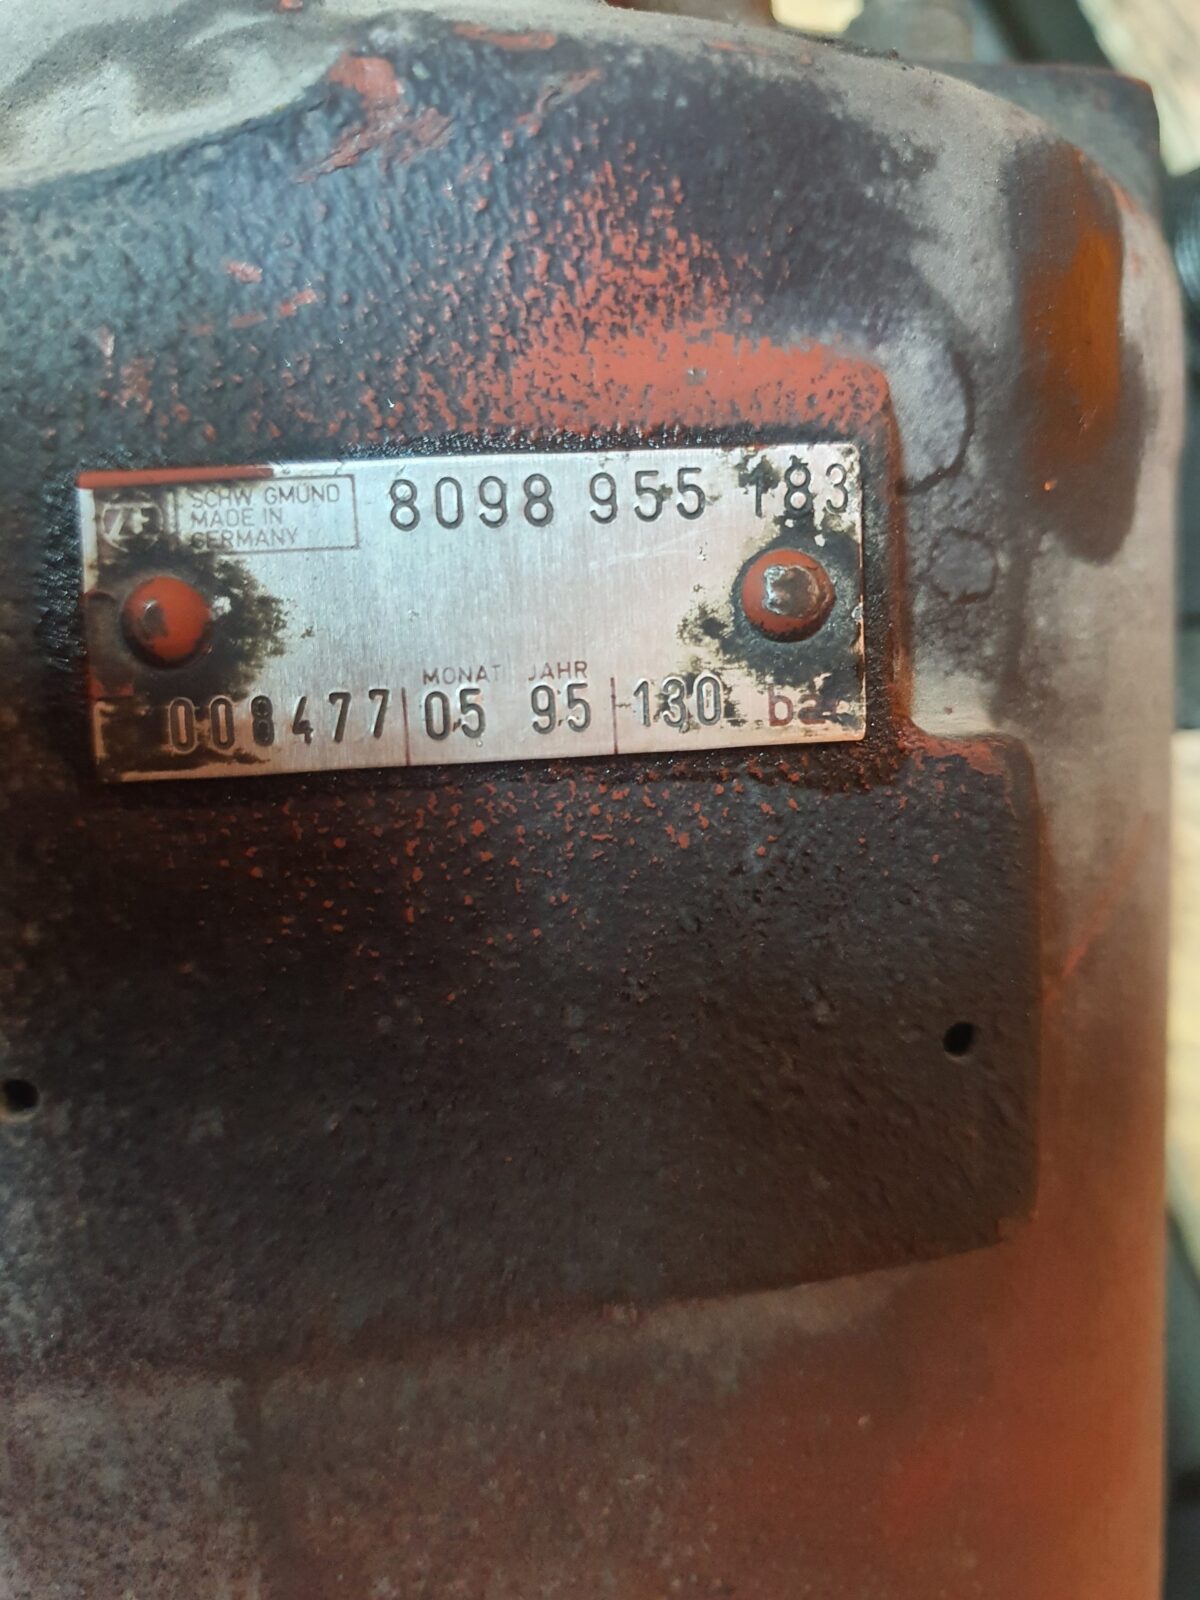 ZF SCHW. GMÜND
MADE IN
GERMANY
8098 955 183
MONAT JAHR
008477 05 95 130 bar